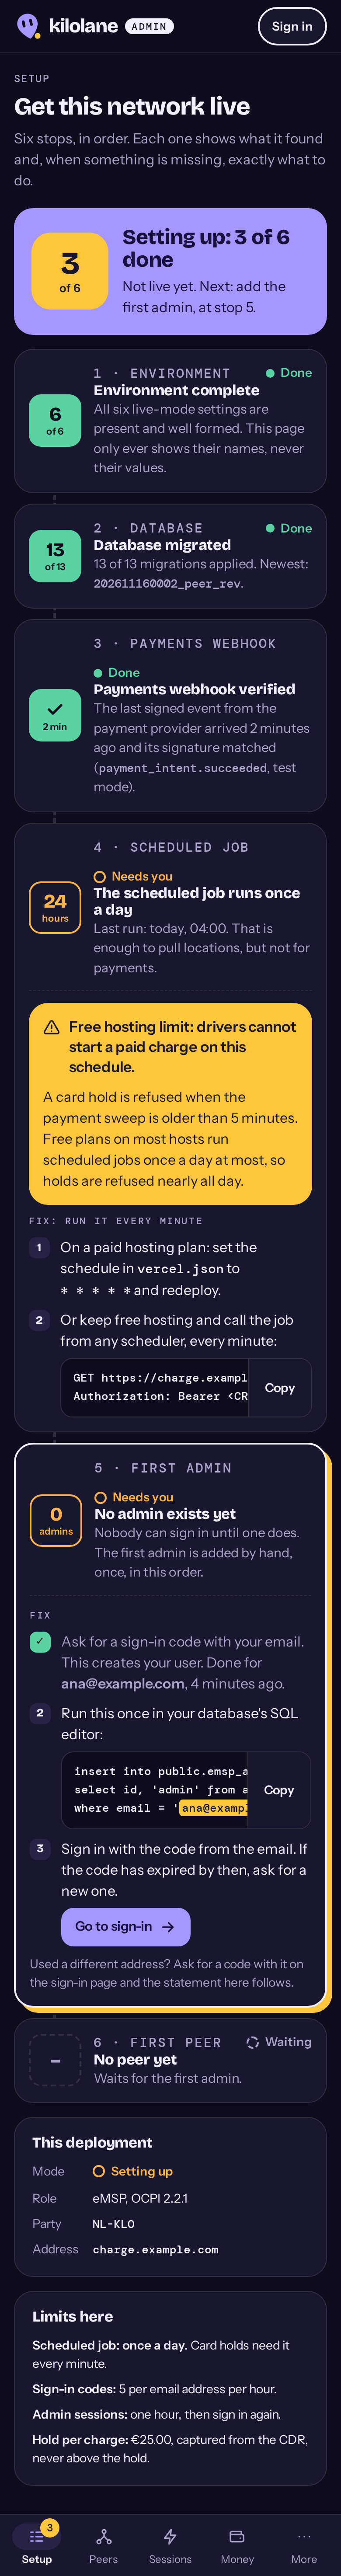 kilolane ADMIN Sign in
SETUP
Get this network live
Six stops, in order. Each one shows what it found
and, when something is missing, exactly what to
do.
3
of 6
Setting up: 3 of 6
done
Not live yet. Next: add the
first admin, at stop 5.
1 · ENVIRONMENT Done
6
of 6
Environment complete
All six live-mode settings are
present and well formed. This page
only ever shows their names, never
their values.
2 · DATABASE Done
13
of 13
Database migrated
13 of 13 migrations applied. Newest:
202611160002_peer_rev.
3 · PAYMENTS WEBHOOK
Done
2 min
Payments webhook verified
The last signed event from the
payment provider arrived 2 minutes
ago and its signature matched
(payment_intent.succeeded, test
mode).
4 · SCHEDULED JOB
Needs you
24
hours
The scheduled job runs once
a day
Last run: today, 04:00. That is
enough to pull locations, but not for
payments.
Free hosting limit: drivers cannot
start a paid charge on this
schedule.
A card hold is refused when the
payment sweep is older than 5 minutes.
Free plans on most hosts run
scheduled jobs once a day at most, so
holds are refused nearly all day.
FIX: RUN IT EVERY MINUTE
1 On a paid hosting plan: set the
schedule in vercel.json to
* * * * * and redeploy.
2 Or keep free hosting and call the job
from any scheduler, every minute:
GET https://charge.exampl
Authorization: Bearer <CR
Copy
5 · FIRST ADMIN
Needs you
0
admins
No admin exists yet
Nobody can sign in until one does.
The first admin is added by hand,
once, in this order.
FIX
✓ Ask for a sign-in code with your email.
This creates your user. Done for
ana@example.com, 4 minutes ago.
2 Run this once in your database's SQL
editor:
insert into public.emsp_a
select id, 'admin' from a
where email = 'ana@exampl
Copy
3 Sign in with the code from the email. If
the code has expired by then, ask for a
new one.
Go to sign-in →
Used a different address? Ask for a code with it on
the sign-in page and the statement here follows.
6 · FIRST PEER Waiting
–
No peer yet
Waits for the first admin.
This deployment
Mode Setting up
Role eMSP, OCPI 2.2.1
Party NL-KLO
Address charge.example.com
Limits here
Scheduled job: once a day. Card holds need it
every minute.
Sign-in codes: 5 per email address per hour.
Admin sessions: one hour, then sign in again.
Hold per charge: €25.00, captured from the CDR,
never above the hold.
3
Setup Peers Sessions Money More